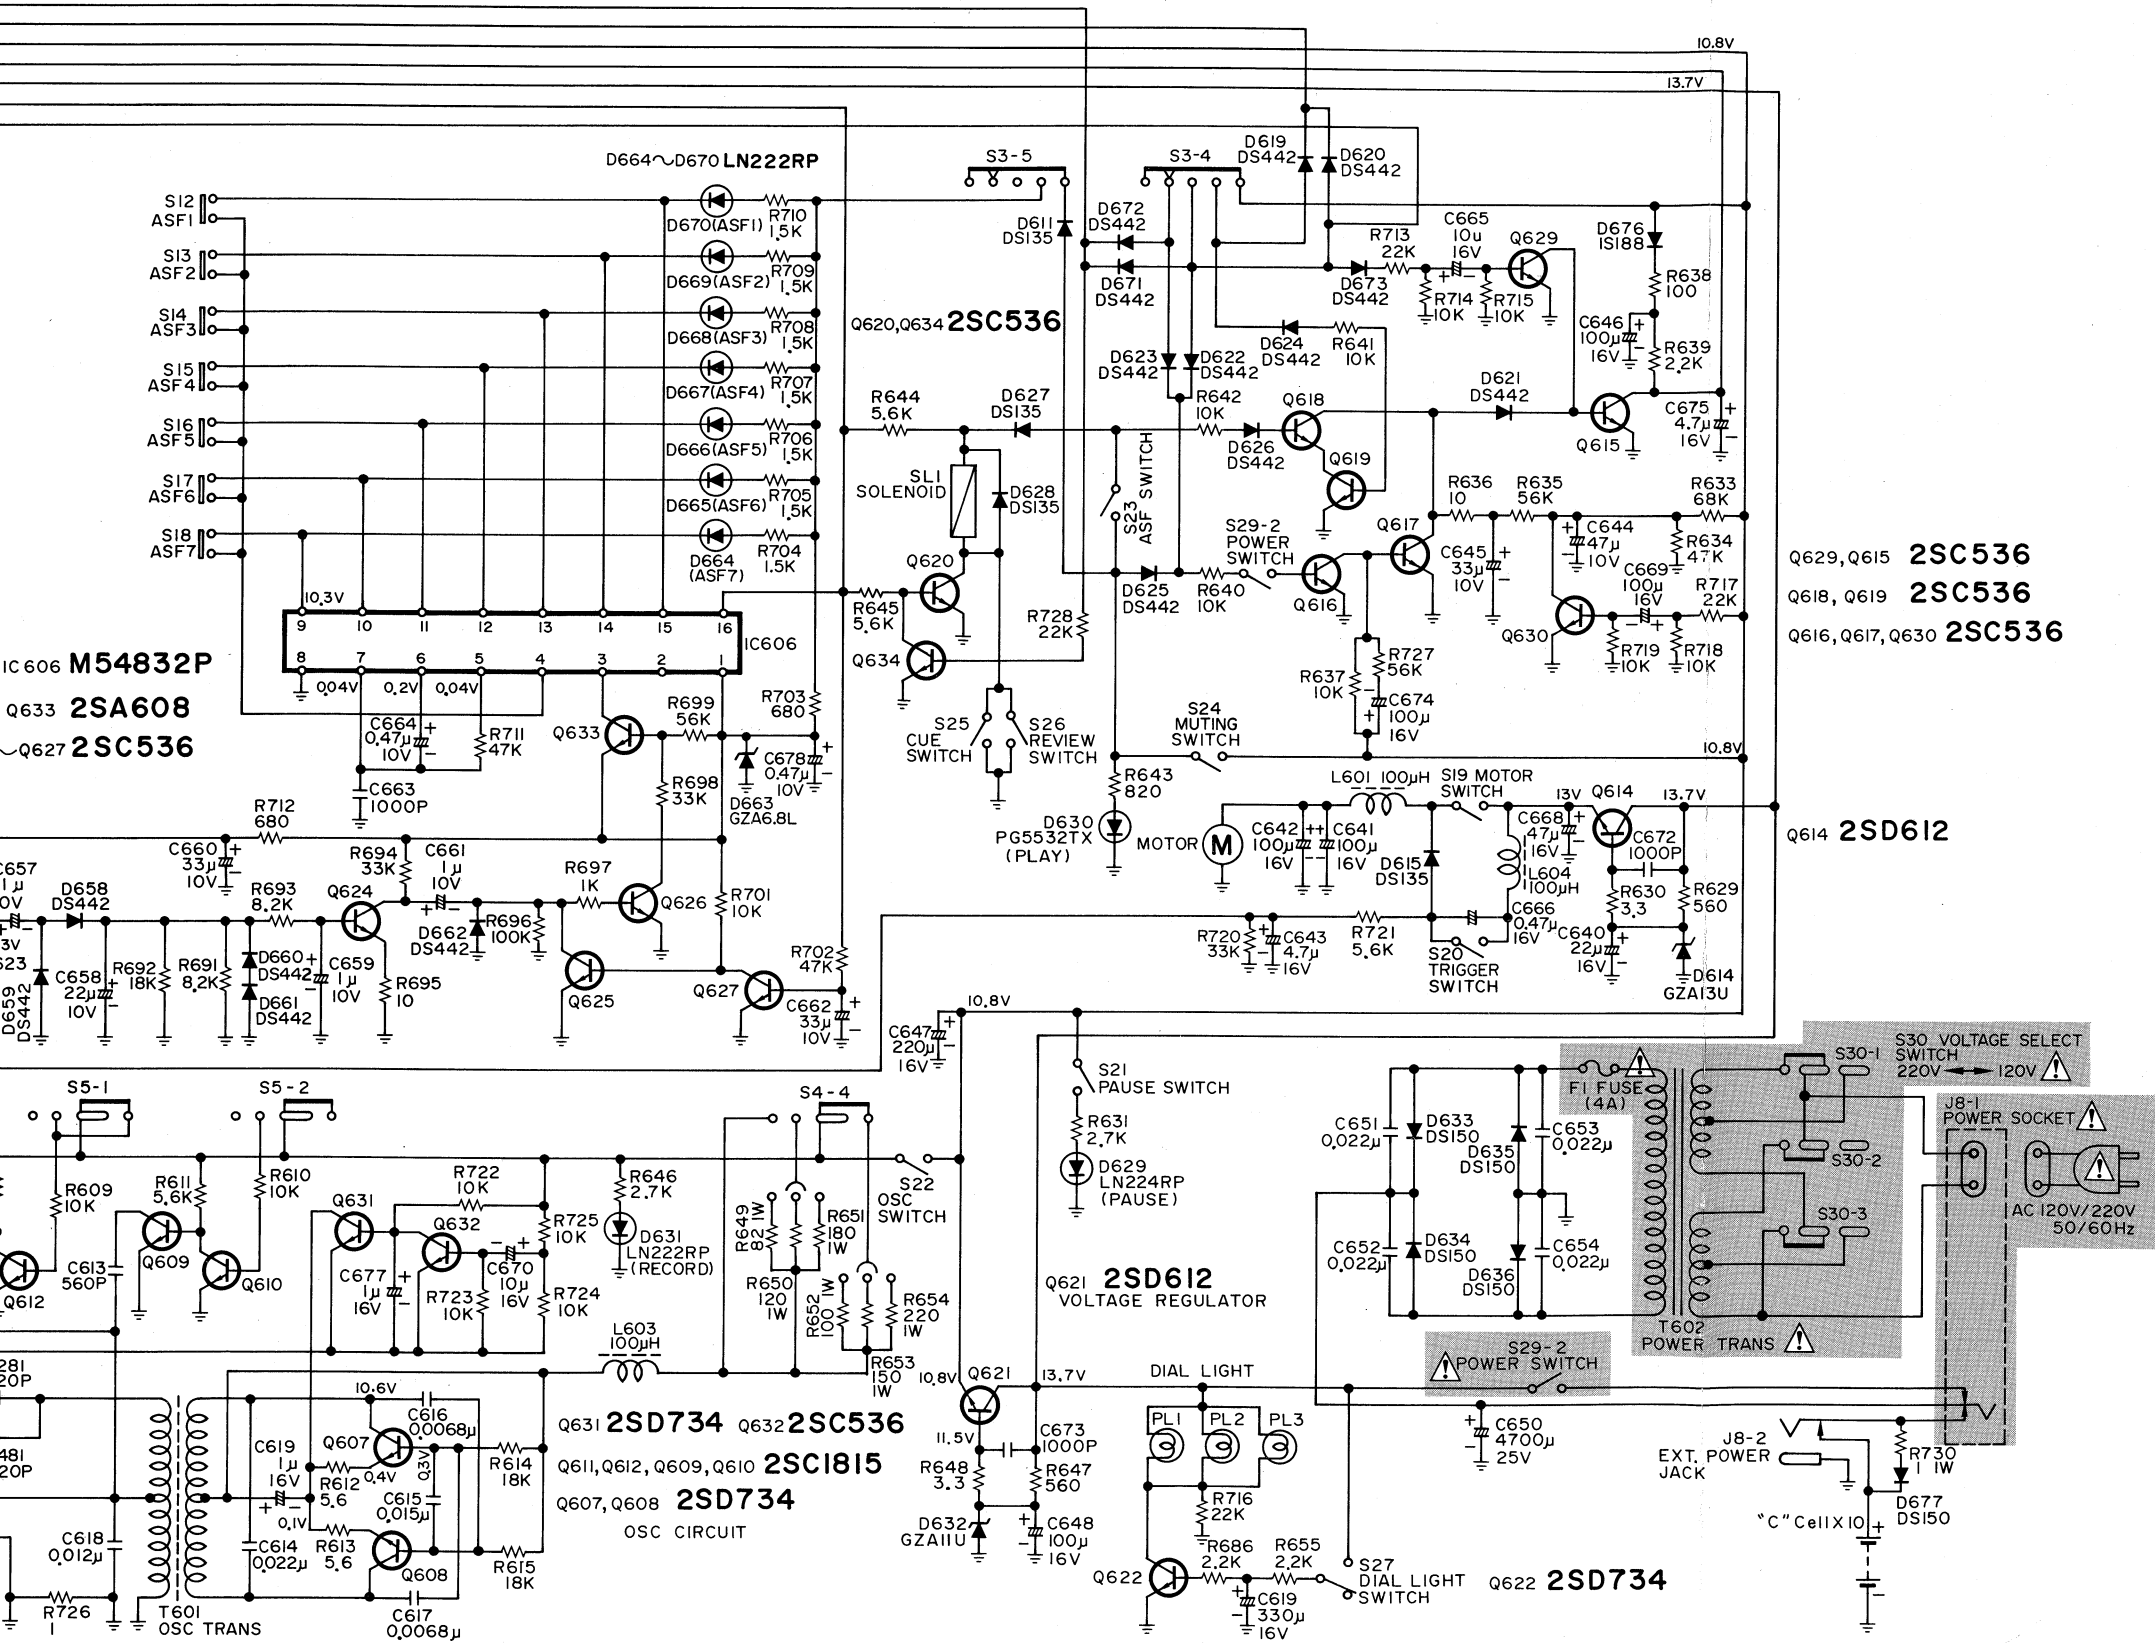 10.8V
13.7V
D664~D670 LN222RP
S3-5
S3-4
D619
DS442
D620
DS442
S12
ASF1
D670(ASF1)
R710
1.5K
S13
ASF2
D669(ASF2)
R709
1.5K
S14
ASF3
D668(ASF3)
R708
1.5K
S15
ASF4
D667(ASF4)
R707
1.5K
S16
ASF5
D666(ASF5)
R706
1.5K
S17
ASF6
D665(ASF6)
R705
1.5K
S18
ASF7
D664
(ASF7)
R704
1.5K
D611
DS135
D672
DS442
D671
DS442
R713
22K
C665
10u
16V
Q629
D676
1S188
D673
DS442
R714
10K
R715
10K
R638
100
Q620,Q634 2SC536
C646
100μ
16V
R639
2.2K
D624
DS442
R641
10K
D623
DS442
D622
DS442
R644
5.6K
D627
DS135
R642
10K
Q618
D621
DS442
C675
4.7μ
16V
Q615
D626
DS442
Q619
SL1
SOLENOID
D628
DS135
S23
ASF SWITCH
R636
10
R635
56K
R633
68K
S29-2
POWER
SWITCH
Q617
C644
47μ
10V
R634
47K
C645
33μ
10V
C669
100μ
16V
R717
22K
Q629,Q615 2SC536
Q618, Q619 2SC536
Q616, Q617, Q630 2SC536
Q620
R645
5.6K
R728
22K
D625
DS442
R640
10K
Q616
Q630
R719
10K
R718
10K
Q634
10.3V
9 10 11 12 13 14 15 16
IC606
8 7 6 5 4 3 2 1
IC606 M54832P
Q633 2SA608
~Q627 2SC536
0.04V
0.2V
0.04V
C664
0.47μ
10V
R711
47K
Q633
R699
56K
R703
680
R637
10K
R727
56K
C674
100μ
16V
S25
CUE
SWITCH
S26
REVIEW
SWITCH
S24
MUTING
SWITCH
10.8V
C678
0.47μ
10V
C663
1000P
R698
33K
D663
GZA6.8L
R643
820
L601 100μH
S19 MOTOR
SWITCH
13V
Q614
13.7V
R712
680
D630
PG5532TX
(PLAY)
MOTOR
M
C642
100μ
16V
C641
100μ
16V
C668
47μ
16V
C672
1000P
Q614 2SD612
C657
1μ
10V
D658
DS442
C660
33μ
10V
R694
33K
C661
1μ
10V
R697
1K
D615
DS135
L604
100μH
R630
3.3
R629
560
R693
8.2K
Q624
R696
100K
Q626
R701
10K
C666
0.47μ
16V
D662
DS442
R720
33K
C643
4.7μ
16V
R721
5.6K
S20
TRIGGER
SWITCH
C640
22μ
16V
D614
GZA13U
D659
DS442
C658
22μ
10V
R692
18K
R691
8.2K
D660
DS442
D661
DS442
C659
1μ
10V
R695
10
Q625
Q627
R702
47K
C662
33μ
10V
10.8V
C647
220μ
16V
S21
PAUSE SWITCH
S30 VOLTAGE SELECT
SWITCH
220V 120V
S30-1
F1 FUSE
(4A)
S5-1
S5-2
S4-4
R631
2.7K
D629
LN224RP
(PAUSE)
C651
0.022μ
D633
DS150
D635
DS150
C653
0.022μ
S30-2
J8-1
POWER SOCKET
AC 120V/220V
50/60Hz
R609
10K
R611
5.6K
R610
10K
Q631
R722
10K
Q632
R725
10K
R646
2.7K
D631
LN222RP
(RECORD)
R649
82 1W
R651
180
1W
S22
OSC
SWITCH
S30-3
Q612
C613
560P
Q609
Q610
C677
1μ
16V
R723
10K
C670
10μ
16V
R724
10K
R650
120
1W
R652
100 1W
R654
220
1W
Q621 2SD612
VOLTAGE REGULATOR
C652
0.022μ
D634
DS150
D636
DS150
C654
0.022μ
T602
POWER TRANS
L603
100μH
R653
150
1W
S29-2
POWER SWITCH
10.8V
Q621
13.7V
DIAL LIGHT
281
20P
481
20P
10.6V
C616
0.0068μ
Q631 2SD734 Q632 2SC536
Q611, Q612, Q609, Q610 2SC1815
Q607, Q608 2SD734
OSC CIRCUIT
11.5V
C673
1000P
PL1
PL2
PL3
C650
4700μ
25V
J8-2
EXT. POWER
JACK
R730
1 1W
D677
DS150
C619
1μ
16V
Q607
0.4V
0.3V
R614
18K
R612
5.6
C615
0.015μ
R648
3.3
R647
560
R716
22K
"C" Cell X 10
0.1V
C618
0.012μ
C614
0.022μ
R613
5.6
Q608
R615
18K
D632
GZA11U
C648
100μ
16V
Q622
R686
2.2K
R655
2.2K
S27
DIAL LIGHT
SWITCH
Q622 2SD734
C619
330μ
16V
R726
1
T601
OSC TRANS
C617
0.0068μ